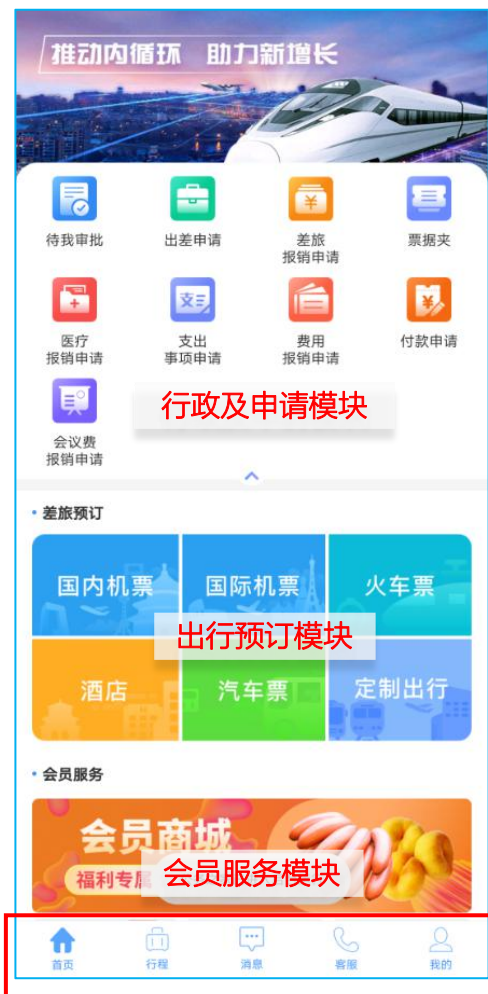 推动内循环 助力新增长
待我审批
出差申请
差旅
报销申请
票据夹
医疗
报销申请
支出
事项申请
费用
报销申请
付款申请
会议费
报销申请
行政及申请模块
差旅预订
国内机票
国际机票
火车票
出行预订模块
酒店
汽车票
定制出行
会员服务
会员商城
福利专属
会员服务模块
首页
行程
消息
客服
我的